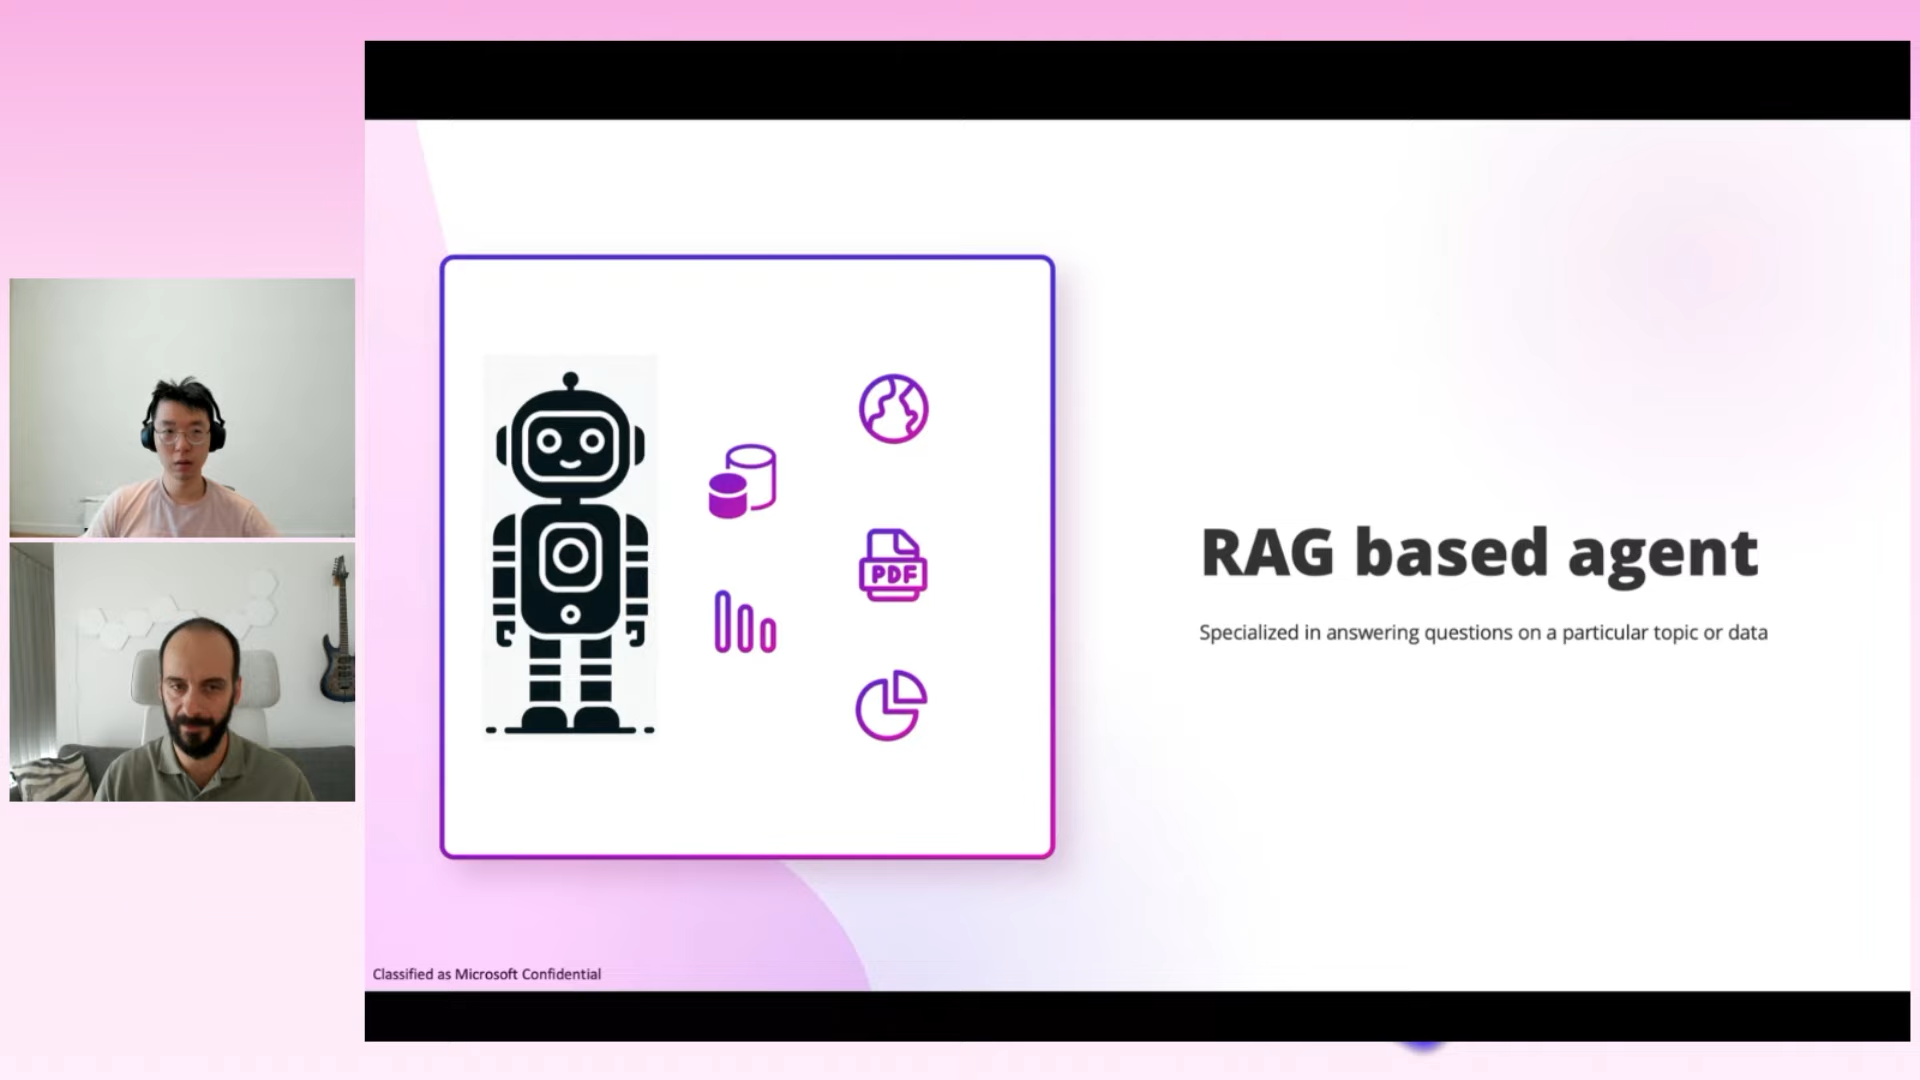 PDF
RAG based agent
Specialized in answering questions on a particular topic or data
Classified as Microsoft Confidential